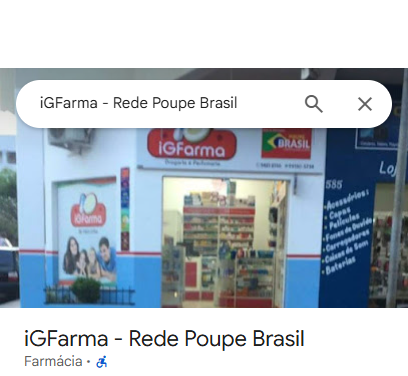 iGFarma - Rede Poupe Brasil
iGFarma
Drogaria & Perfumaria
POUPE
BRASIL
iGFarma
Loj
555
•Acessórios:
•Capas
•Películas
•Fones de Ouvido
•Carregadores
•Caixas de Som
•Baterias
iGFarma - Rede Poupe Brasil
Farmácia •